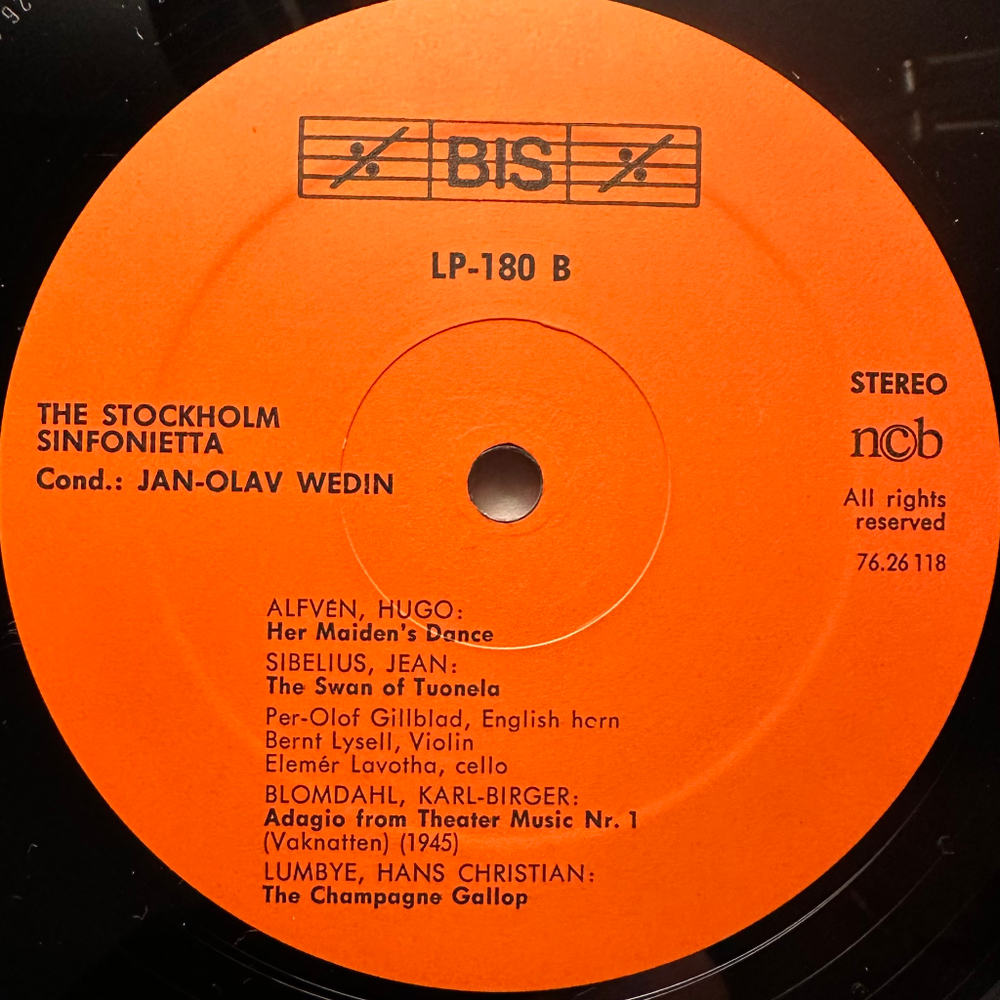 BIS
LP-180 B
THE STOCKHOLM
SINFONIETTA
Cond.: JAN-OLAV WEDIN
STEREO
ncb
All rights
reserved
76.26 118
ALFVÉN, HUGO:
Her Maiden's Dance
SIBELIUS, JEAN:
The Swan of Tuonela
Per-Olof Gillblad, English horn
Bernt Lysell, Violin
Elemér Lavotha, cello
BLOMDAHL, KARL-BIRGER:
Adagio from Theater Music Nr. 1
(Vaknatten) (1945)
LUMBYE, HANS CHRISTIAN:
The Champagne Gallop